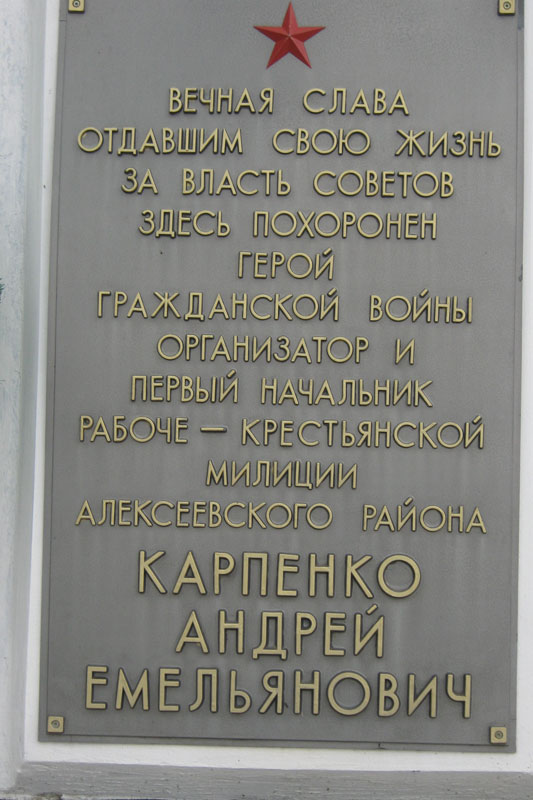 ВЕЧНАЯ СЛАВА
ОТДАВШИМ СВОЮ ЖИЗНЬ
ЗА ВЛАСТЬ СОВЕТОВ
ЗДЕСЬ ПОХОРОНЕН
ГЕРОЙ
ГРАЖДАНСКОЙ ВОЙНЫ
ОРГАНИЗАТОР И
ПЕРВЫЙ НАЧАЛЬНИК
РАБОЧЕ — КРЕСТЬЯНСКОЙ
МИЛИЦИИ
АЛЕКСЕЕВСКОГО РАЙОНА
КАРПЕНКО
АНДРЕЙ
ЕМЕЛЬЯНОВИЧ